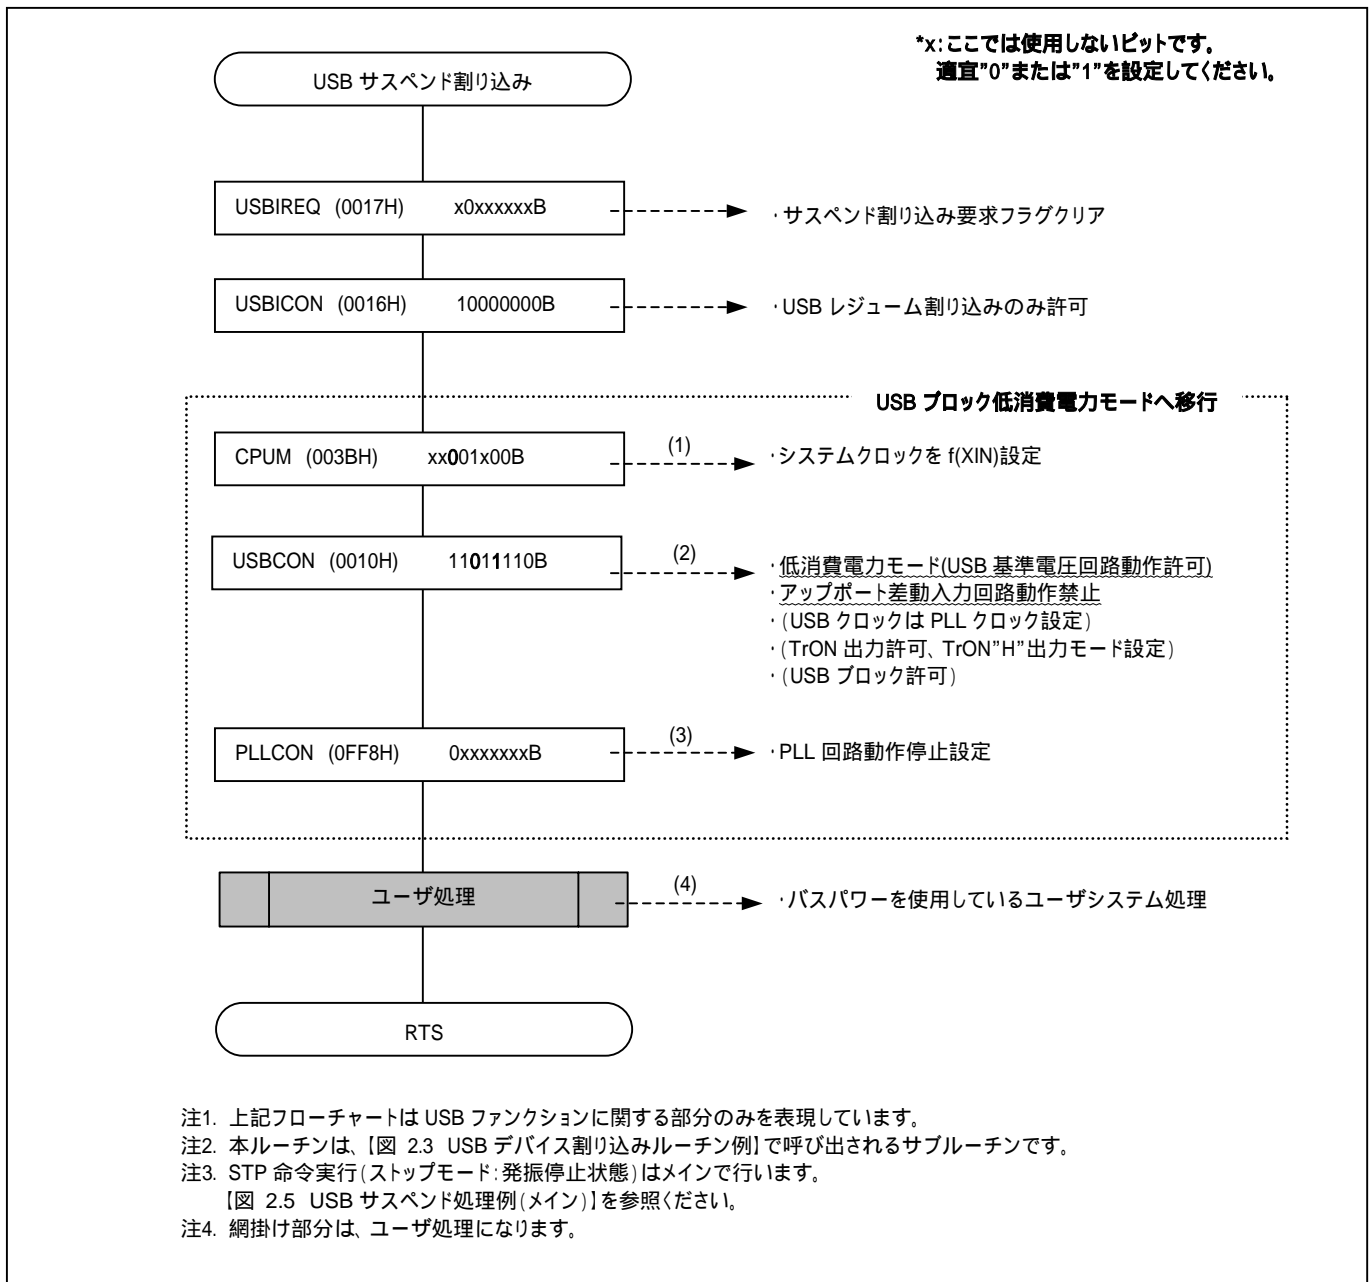 *x:ここでは使用しないビットです。
適宜”0”または”1”を設定してください。
USB サスペンド割り込み
USBIREQ (0017H) x0xxxxxxB
・サスペンド割り込み要求フラグクリア
USBICON (0016H) 10000000B
・USB レジューム割り込みのみ許可
USB ブロック低消費電力モードへ移行
CPUM (003BH) xx001x00B
(1)
・システムクロックを f(XIN)設定
USBCON (0010H) 11011110B
(2)
・低消費電力モード(USB 基準電圧回路動作許可)
・アップポート差動入力回路動作禁止
・(USB クロックは PLL クロック設定)
・(TrON 出力許可、TrON”H”出力モード設定)
・(USB ブロック許可)
PLLCON (0FF8H) 0xxxxxxxB
(3)
・PLL 回路動作停止設定
ユーザ処理
(4)
・バスパワーを使用しているユーザシステム処理
RTS
注1. 上記フローチャートは USB ファンクションに関する部分のみを表現しています。
注2. 本ルーチンは、【図 2.3 USB デバイス割り込みルーチン例】で呼び出されるサブルーチンです。
注3. STP 命令実行(ストップモード:発振停止状態)はメインで行います。
【図 2.5 USB サスペンド処理例(メイン)】を参照ください。
注4. 網掛け部分は、ユーザ処理になります。